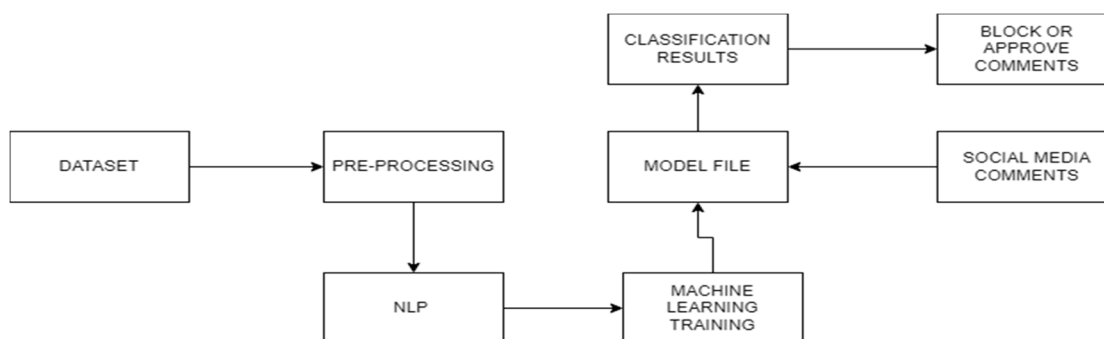 CLASSIFICATION
RESULTS
BLOCK OR
APPROVE
COMMENTS
DATASET
PRE-PROCESSING
MODEL FILE
SOCIAL MEDIA
COMMENTS
NLP
MACHINE
LEARNING
TRAINING